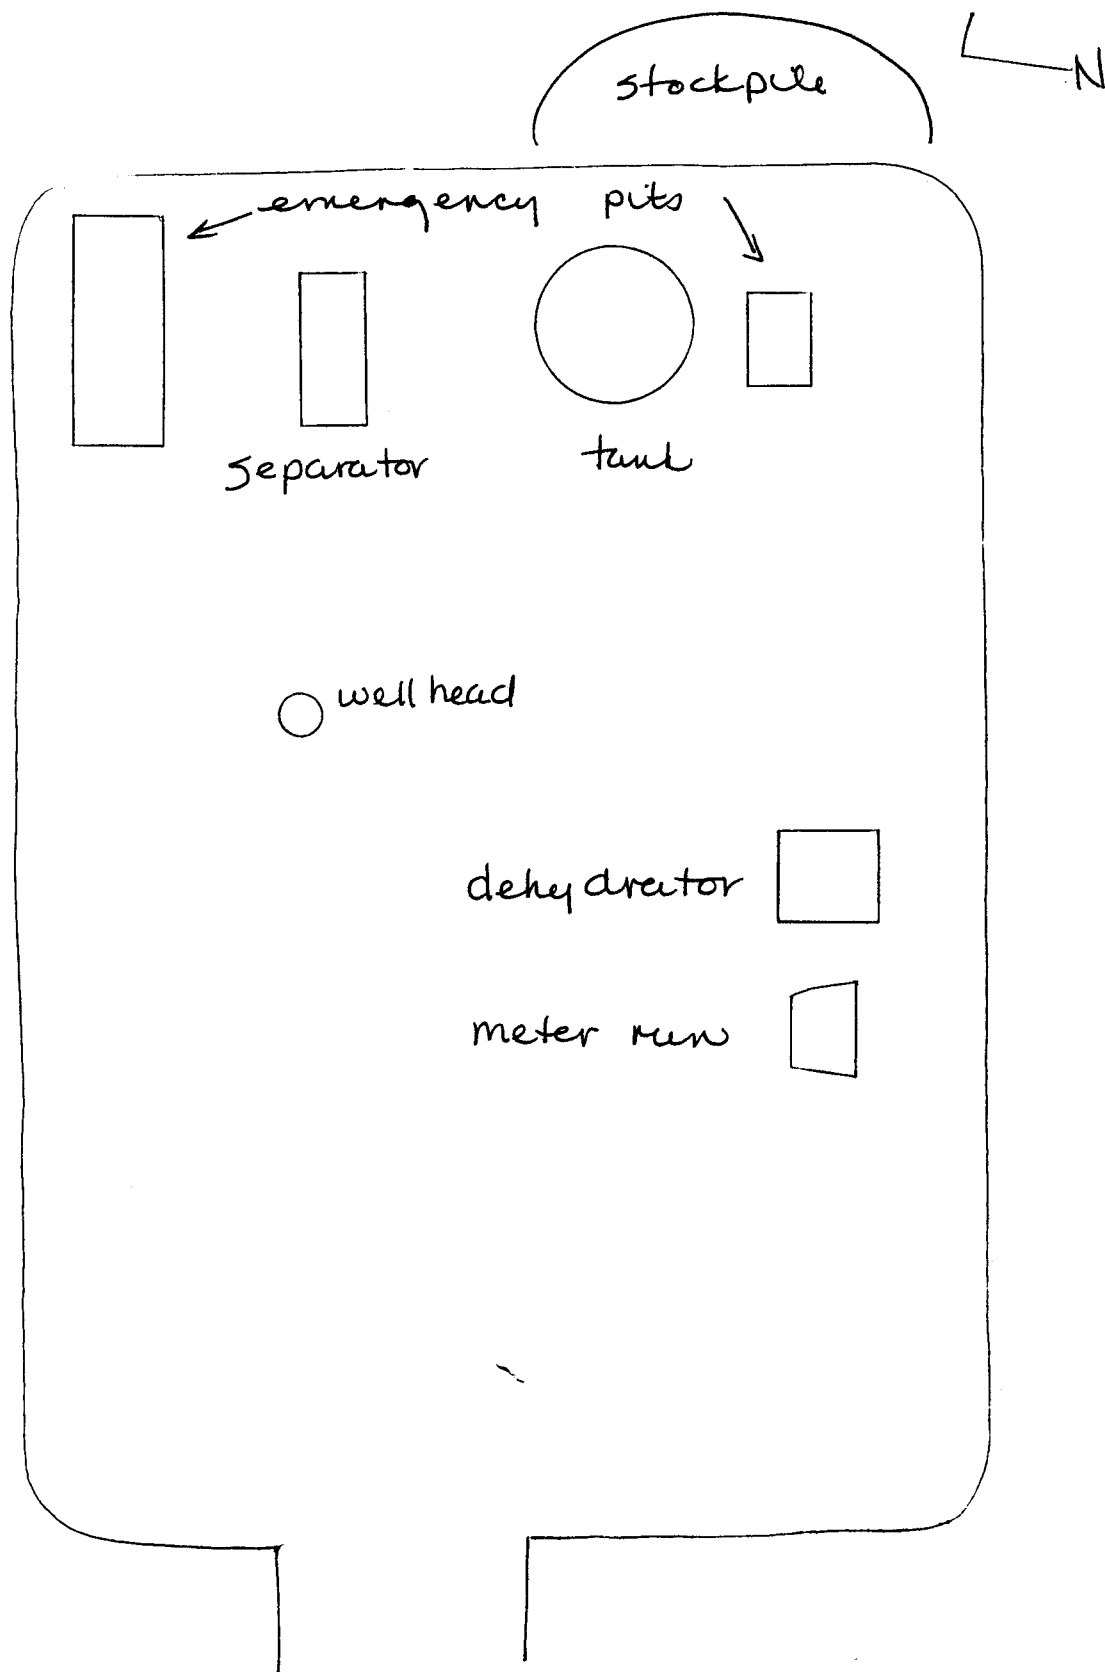 N
stockpile
emergency pits
separator
tank
well head
dehydrator
meter run